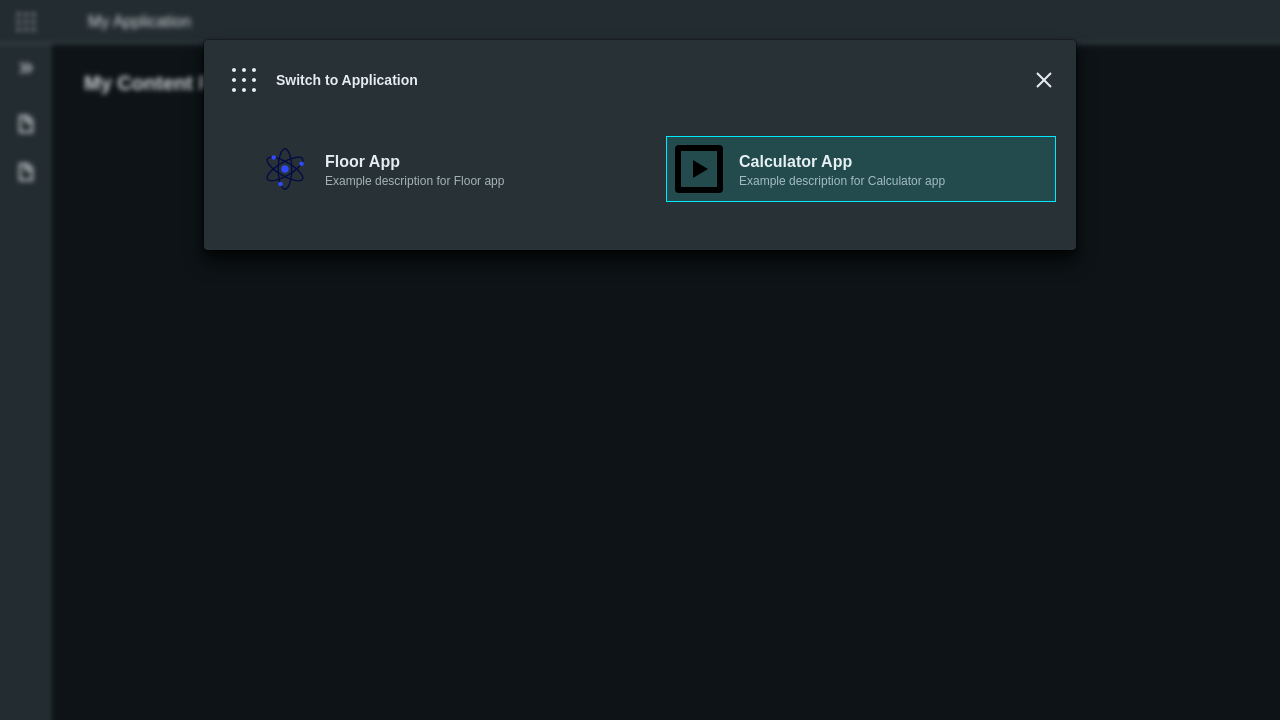 My Application
My Content
Switch to Application
Floor App
Example description for Floor app
Calculator App
Example description for Calculator app